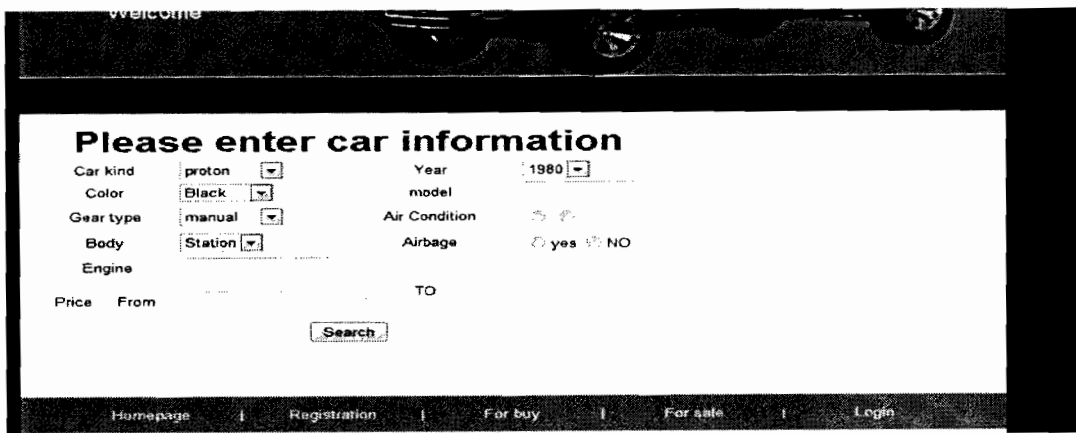 Welcome
Please enter car information
Car kind proton Year 1980
Color Black model
Gear type manual Air Condition
Body Station Airbage yes NO
Engine
Price From TO
Search
Homepage | Registration | For buy | For sale | Login